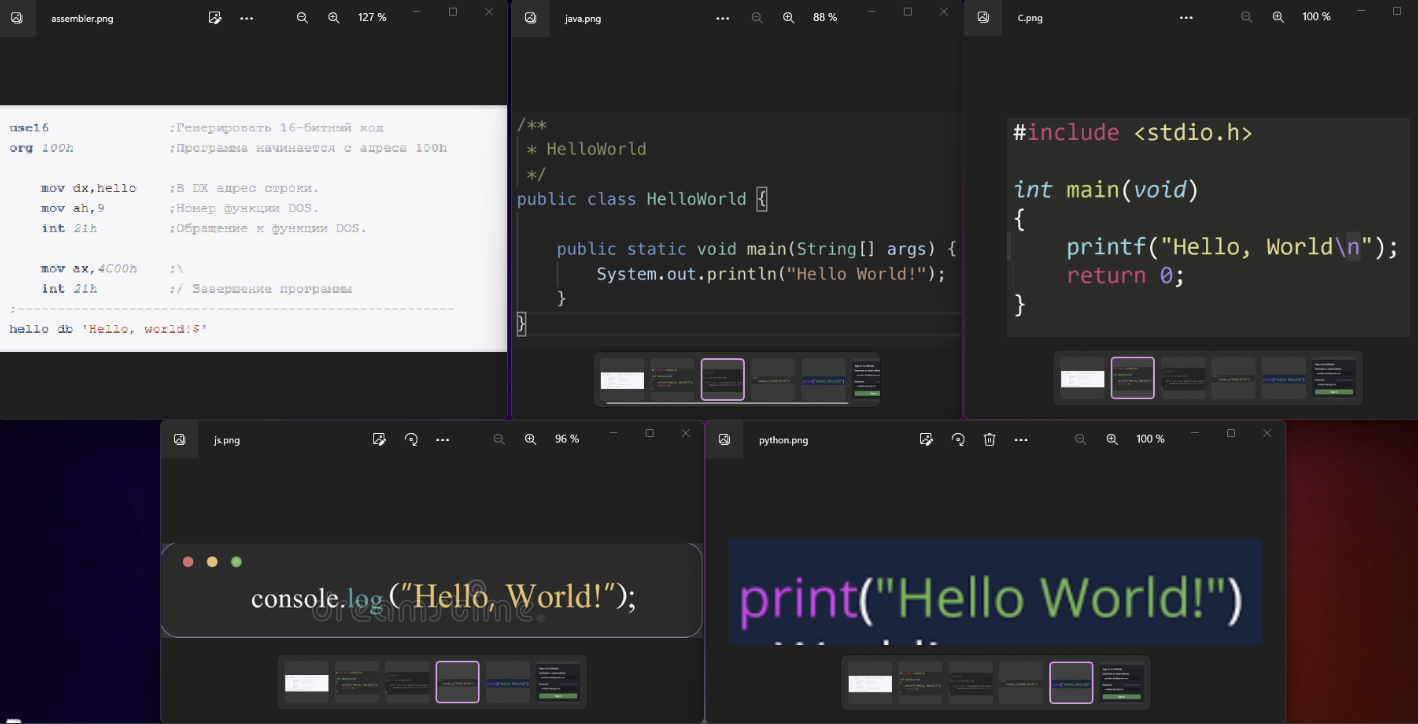 assembler.png
127 %
use16 ;Генерировать 16-битный код
org 100h ;Программа начинается с адреса 100h
mov dx,hello ;В DX адрес строки.
mov ah,9 ;Номер функции DOS.
int 21h ;Обращение к функции DOS.
mov ax,4C00h ;\
int 21h ;/ Завершение программы
;-------------------------------------------------------
hello db 'Hello, world!$'
java.png
88 %
/**
* HelloWorld
*/
public class HelloWorld {
public static void main(String[] args) {
System.out.println("Hello World!");
}
}
C.png
100 %
#include <stdio.h>
int main(void)
{
printf("Hello, World\n");
return 0;
}
js.png
96 %
console.log("Hello, World!");
dreamstime
python.png
100 %
print("Hello World!")